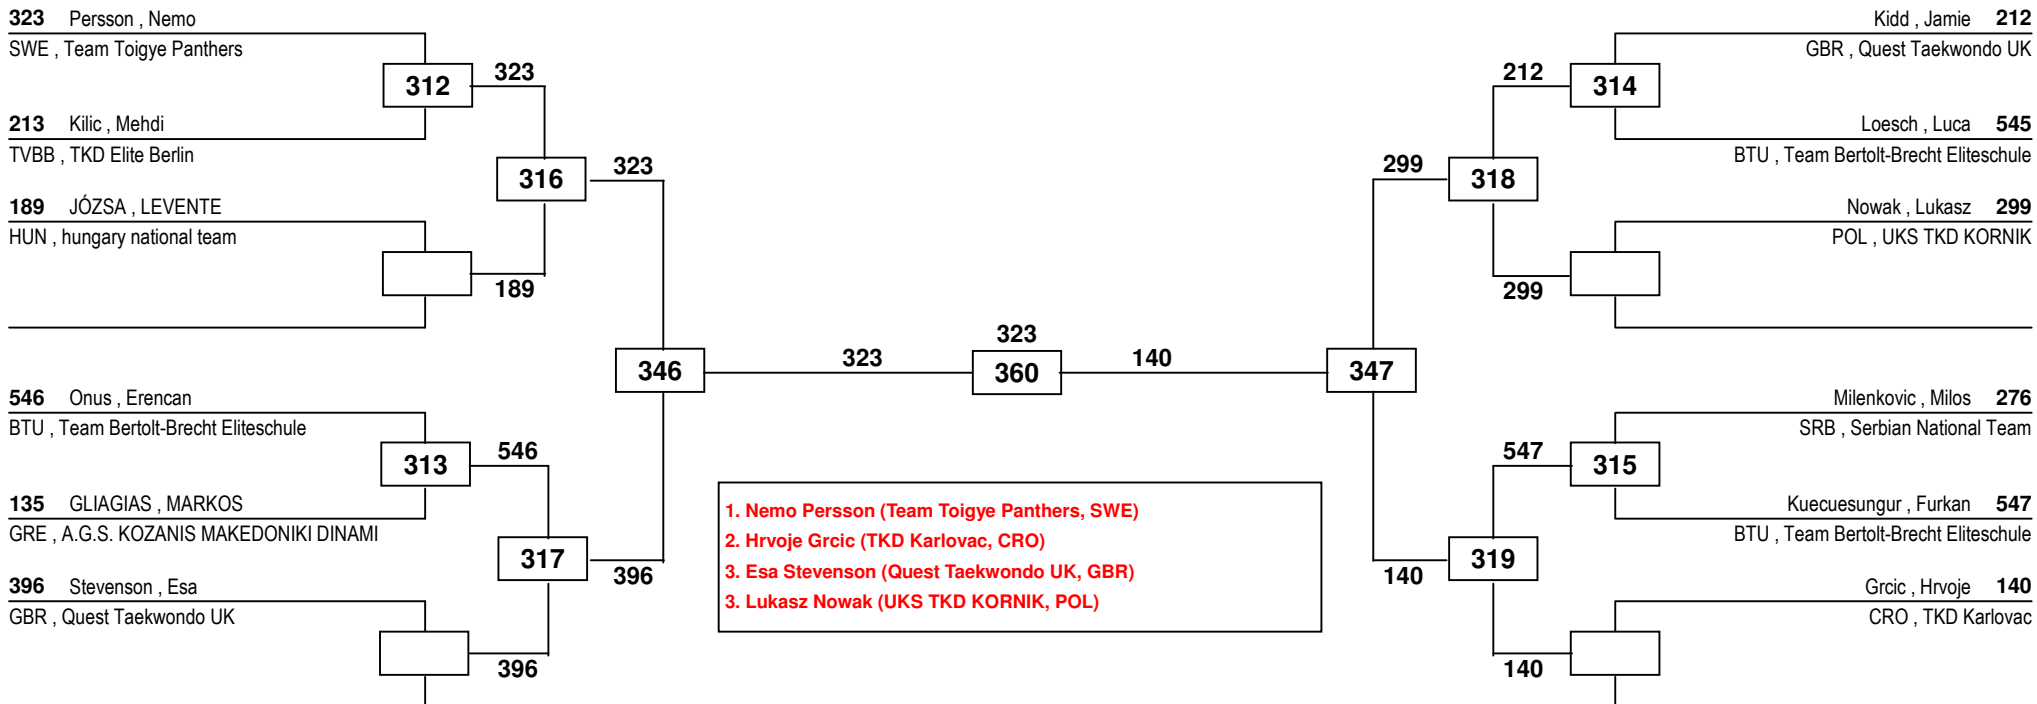 323 Persson , Nemo
SWE , Team Toigye Panthers
312
323
213 Kilic , Mehdi
TVBB , TKD Elite Berlin
316
323
189 JÓZSA , LEVENTE
HUN , hungary national team
189
346
323
546 Onus , Erencan
BTU , Team Bertolt-Brecht Eliteschule
313
546
135 GLIAGIAS , MARKOS
GRE , A.G.S. KOZANIS MAKEDONIKI DINAMI
317
396
396 Stevenson , Esa
GBR , Quest Taekwondo UK
396
323
360
1. Nemo Persson (Team Toigye Panthers, SWE)
2. Hrvoje Grcic (TKD Karlovac, CRO)
3. Esa Stevenson (Quest Taekwondo UK, GBR)
3. Lukasz Nowak (UKS TKD KORNIK, POL)
140
347
Kidd , Jamie 212
GBR , Quest Taekwondo UK
212
314
Loesch , Luca 545
BTU , Team Bertolt-Brecht Eliteschule
299
318
Nowak , Lukasz 299
POL , UKS TKD KORNIK
299
Milenkovic , Milos 276
SRB , Serbian National Team
547
315
Kuecuesungur , Furkan 547
BTU , Team Bertolt-Brecht Eliteschule
140
319
Grcic , Hrvoje 140
CRO , TKD Karlovac
140